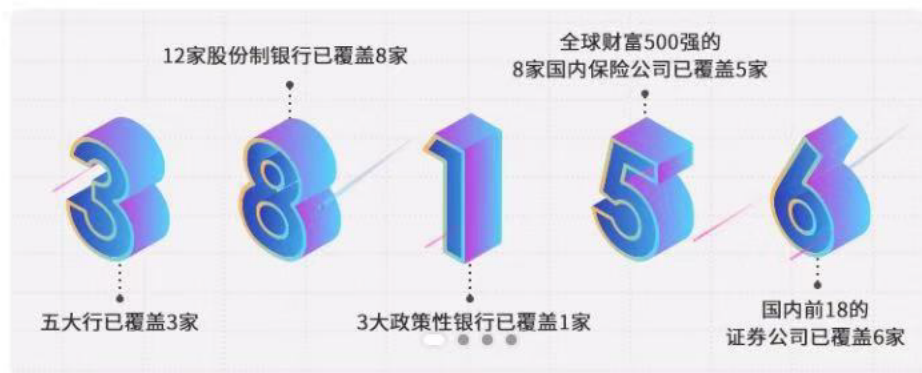 12家股份制银行已覆盖8家
全球财富500强的
8家国内保险公司已覆盖5家
3
8
1
5
6
五大行已覆盖3家
3大政策性银行已覆盖1家
国内前18的
证券公司已覆盖6家